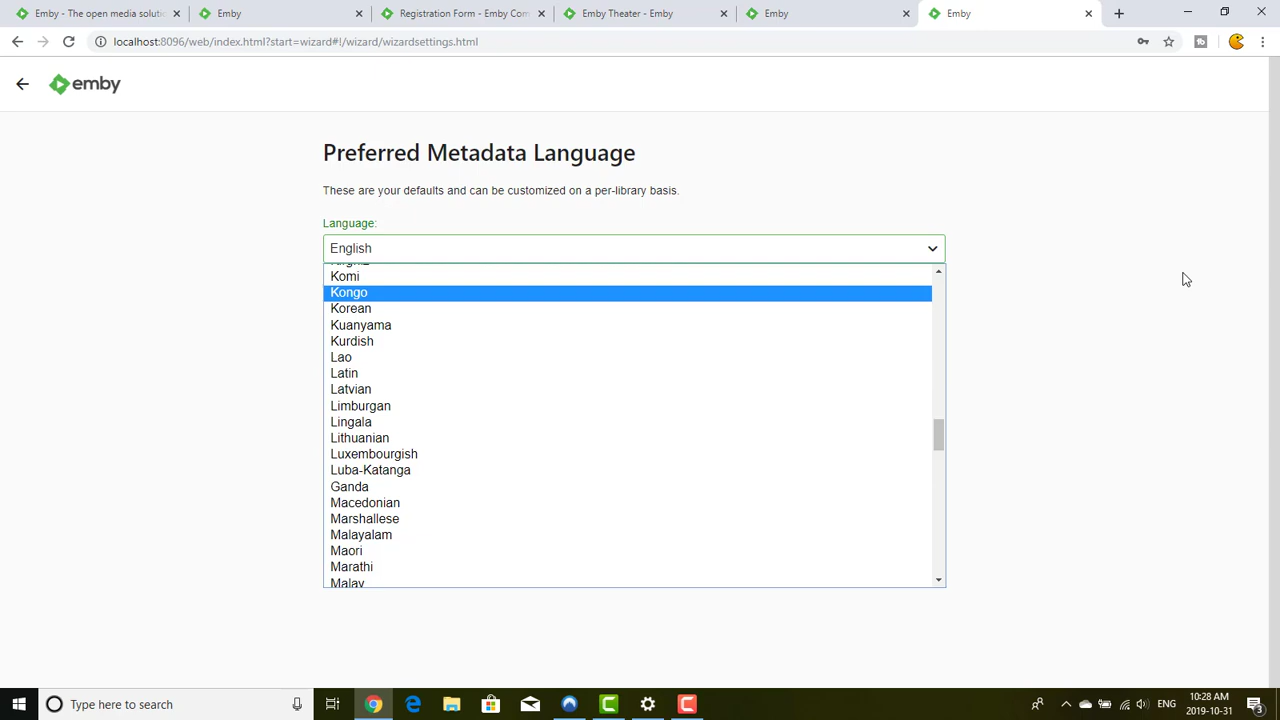 Emby - The open media soluti
Emby
Registration Form - Emby Com
Emby Theater - Emby
Emby
Emby
localhost:8096/web/index.html?start=wizard#!/wizard/wizardsettings.html
emby
Preferred Metadata Language
These are your defaults and can be customized on a per-library basis.
Language:
English
Komi
Kongo
Korean
Kuanyama
Kurdish
Lao
Latin
Latvian
Limburgan
Lingala
Lithuanian
Luxembourgish
Luba-Katanga
Ganda
Macedonian
Marshallese
Malayalam
Maori
Marathi
Malay
Type here to search
ENG
10:28 AM
2019-10-31
3